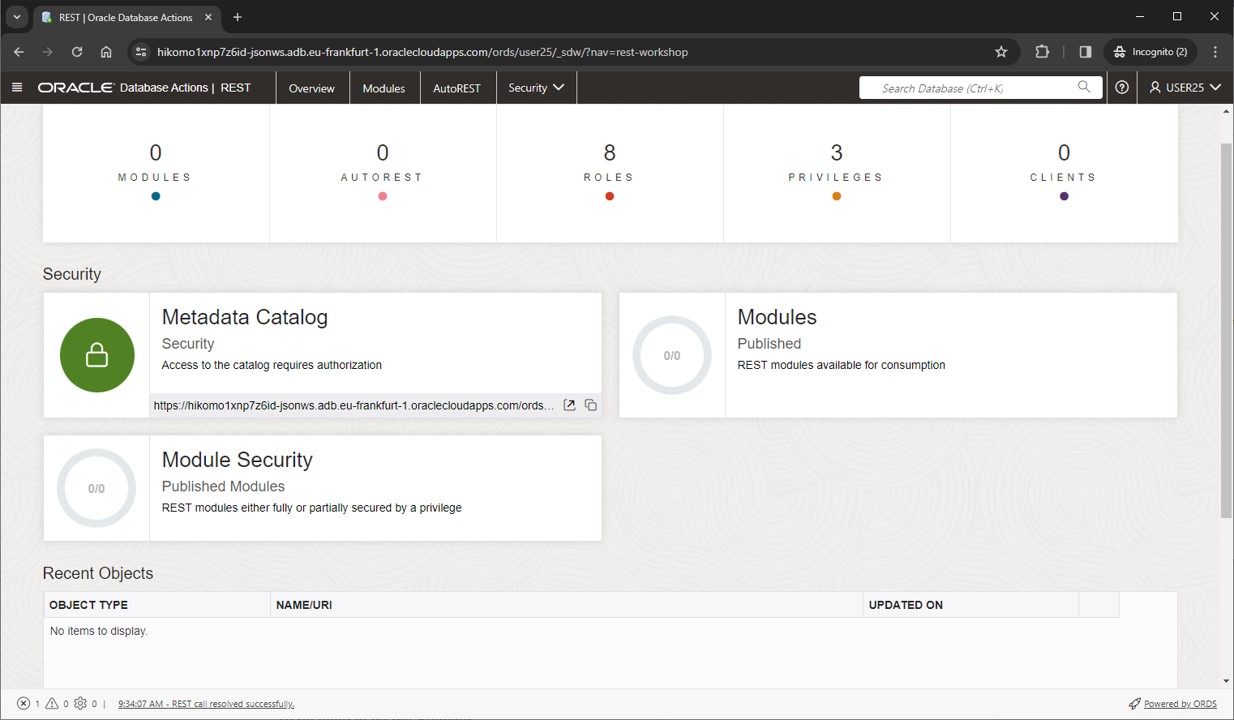 REST | Oracle Database Actions
hikomo1xnp7z6id-jsonws.adb.eu-frankfurt-1.oraclecloudapps.com/ords/user25/_sdw/?nav=rest-workshop
Incognito (2)
ORACLE Database Actions | REST
Overview
Modules
AutoREST
Security
Search Database (Ctrl+K)
USER25
0
MODULES
0
AUTOREST
8
ROLES
3
PRIVILEGES
0
CLIENTS
Security
Metadata Catalog
Security
Access to the catalog requires authorization
https://hikomo1xnp7z6id-jsonws.adb.eu-frankfurt-1.oraclecloudapps.com/ords...
0/0
Modules
Published
REST modules available for consumption
0/0
Module Security
Published Modules
REST modules either fully or partially secured by a privilege
Recent Objects
OBJECT TYPE
NAME/URI
UPDATED ON
No items to display.
1
0
0 |
9:34:07 AM - REST call resolved successfully.
Powered by ORDS